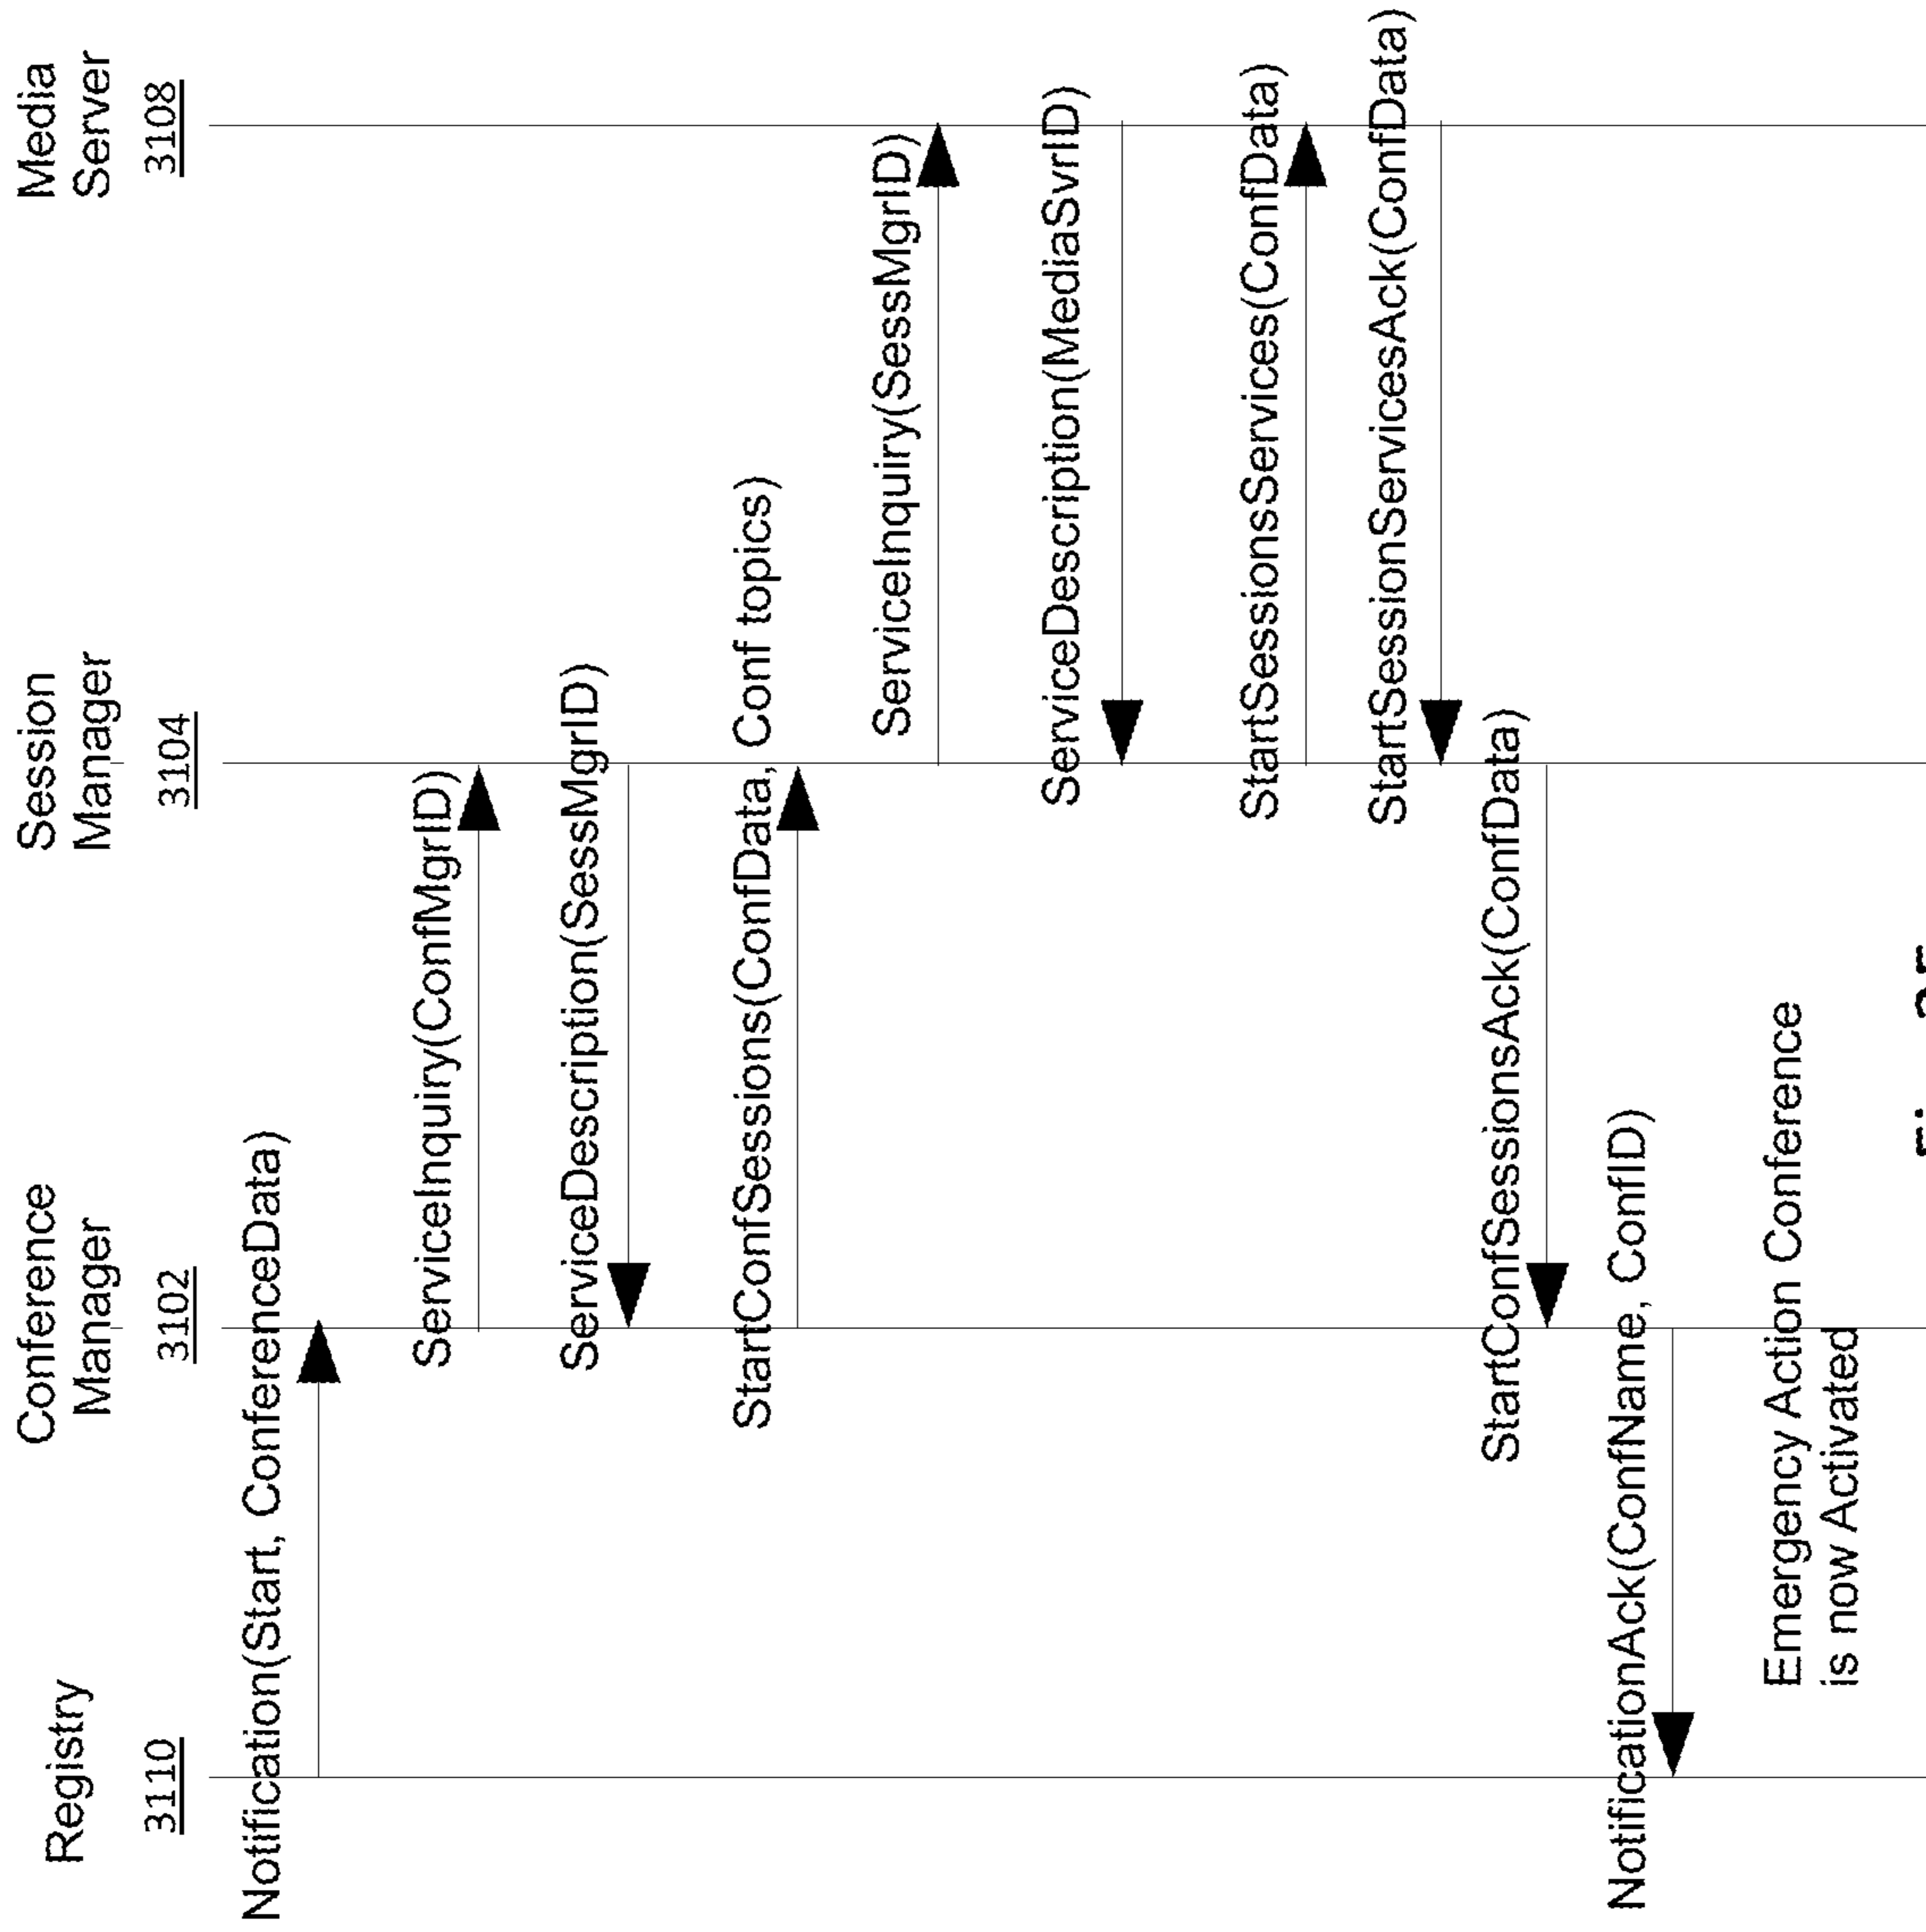 Registry
3110
Conference
Manager
3102
Session
Manager
3104
Media
Server
3108
Notification(Start, ConferenceData)
ServiceInquiry(ConfMgrID)
ServiceDescription(SessMgrID)
StartConfSessions(ConfData, Conf topics)
ServiceInquiry(SessMgrID)
ServiceDescription(MediaSvrID)
StartSessionsServices(ConfData)
StartSessionServicesAck(ConfData)
StartConfSessionsAck(ConfData)
NotificationAck(ConfName, ConfID)
Emergency Action Conference
is now Activated